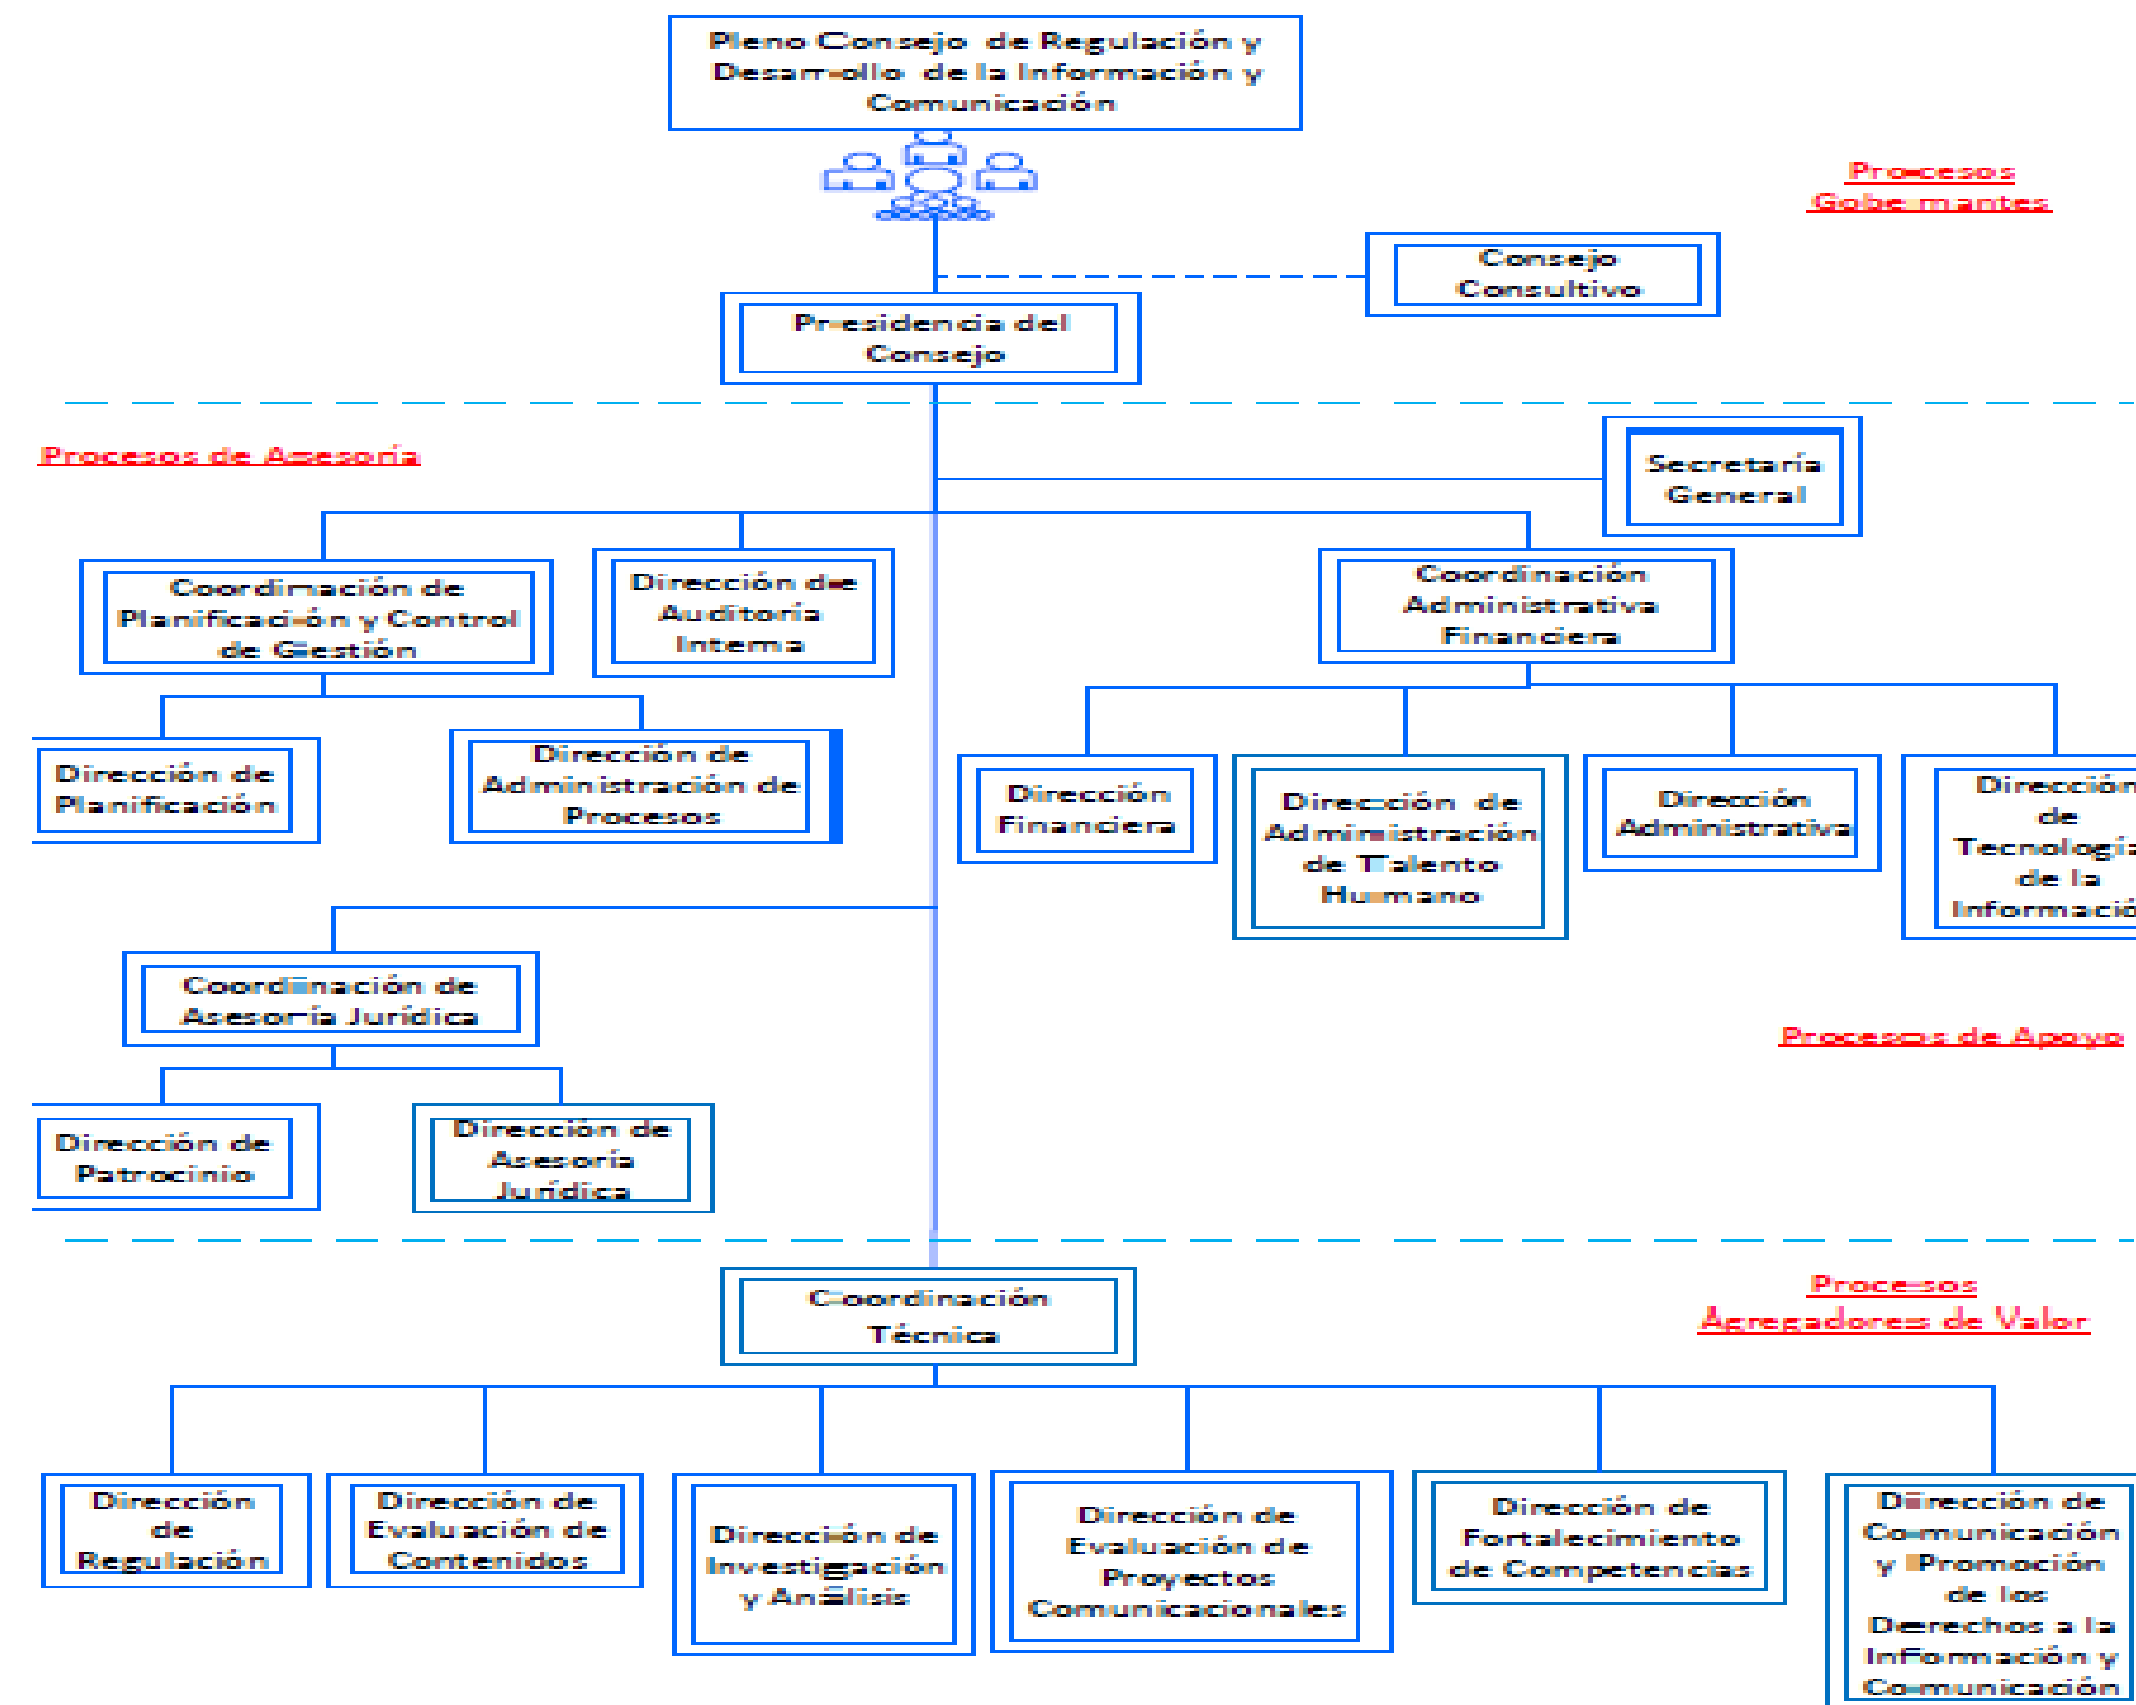 Pleno Consejo de Regulación y
Desarrollo de la Información y
Comunicación
Procesos
Gobernantes
Consejo
Consultivo
Presidencia del
Consejo
Procesos de Asesoría
Secretaría
General
Coordinación de
Planificación y Control
de Gestión
Dirección de
Auditoría
Interna
Coordinación
Administrativa
Financiera
Dirección de
Planificación
Dirección de
Administración de
Procesos
Dirección
Financiera
Dirección de
Administración
de Talento
Humano
Dirección
Administrativa
Dirección
de
Tecnología
de la
Informació
Coordinación de
Asesoría Jurídica
Procesos de Apoyo
Dirección de
Patrocinio
Dirección de
Asesoría
Jurídica
Coordinación
Técnica
Procesos
Agregadores de Valor
Dirección
de
Regulación
Dirección de
Evaluación de
Contenidos
Dirección de
Investigación
y Análisis
Dirección de
Evaluación de
Proyectos
Comunicacionales
Dirección de
Fortalecimiento
de Competencias
Dirección de
Comunicación
y Promoción
de los
Derechos a la
Información y
Comunicación